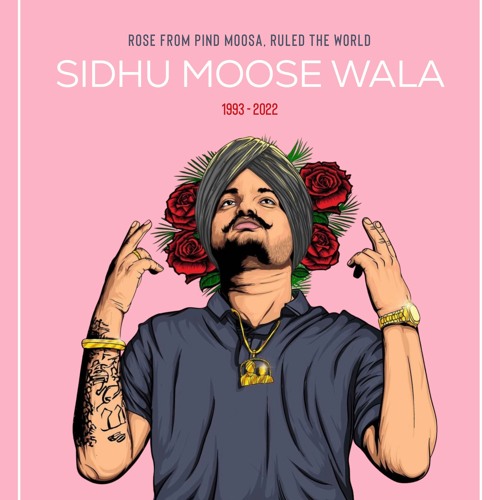 ROSE FROM PIND MOOSA, RULED THE WORLD
SIDHU MOOSE WALA
1993 - 2022